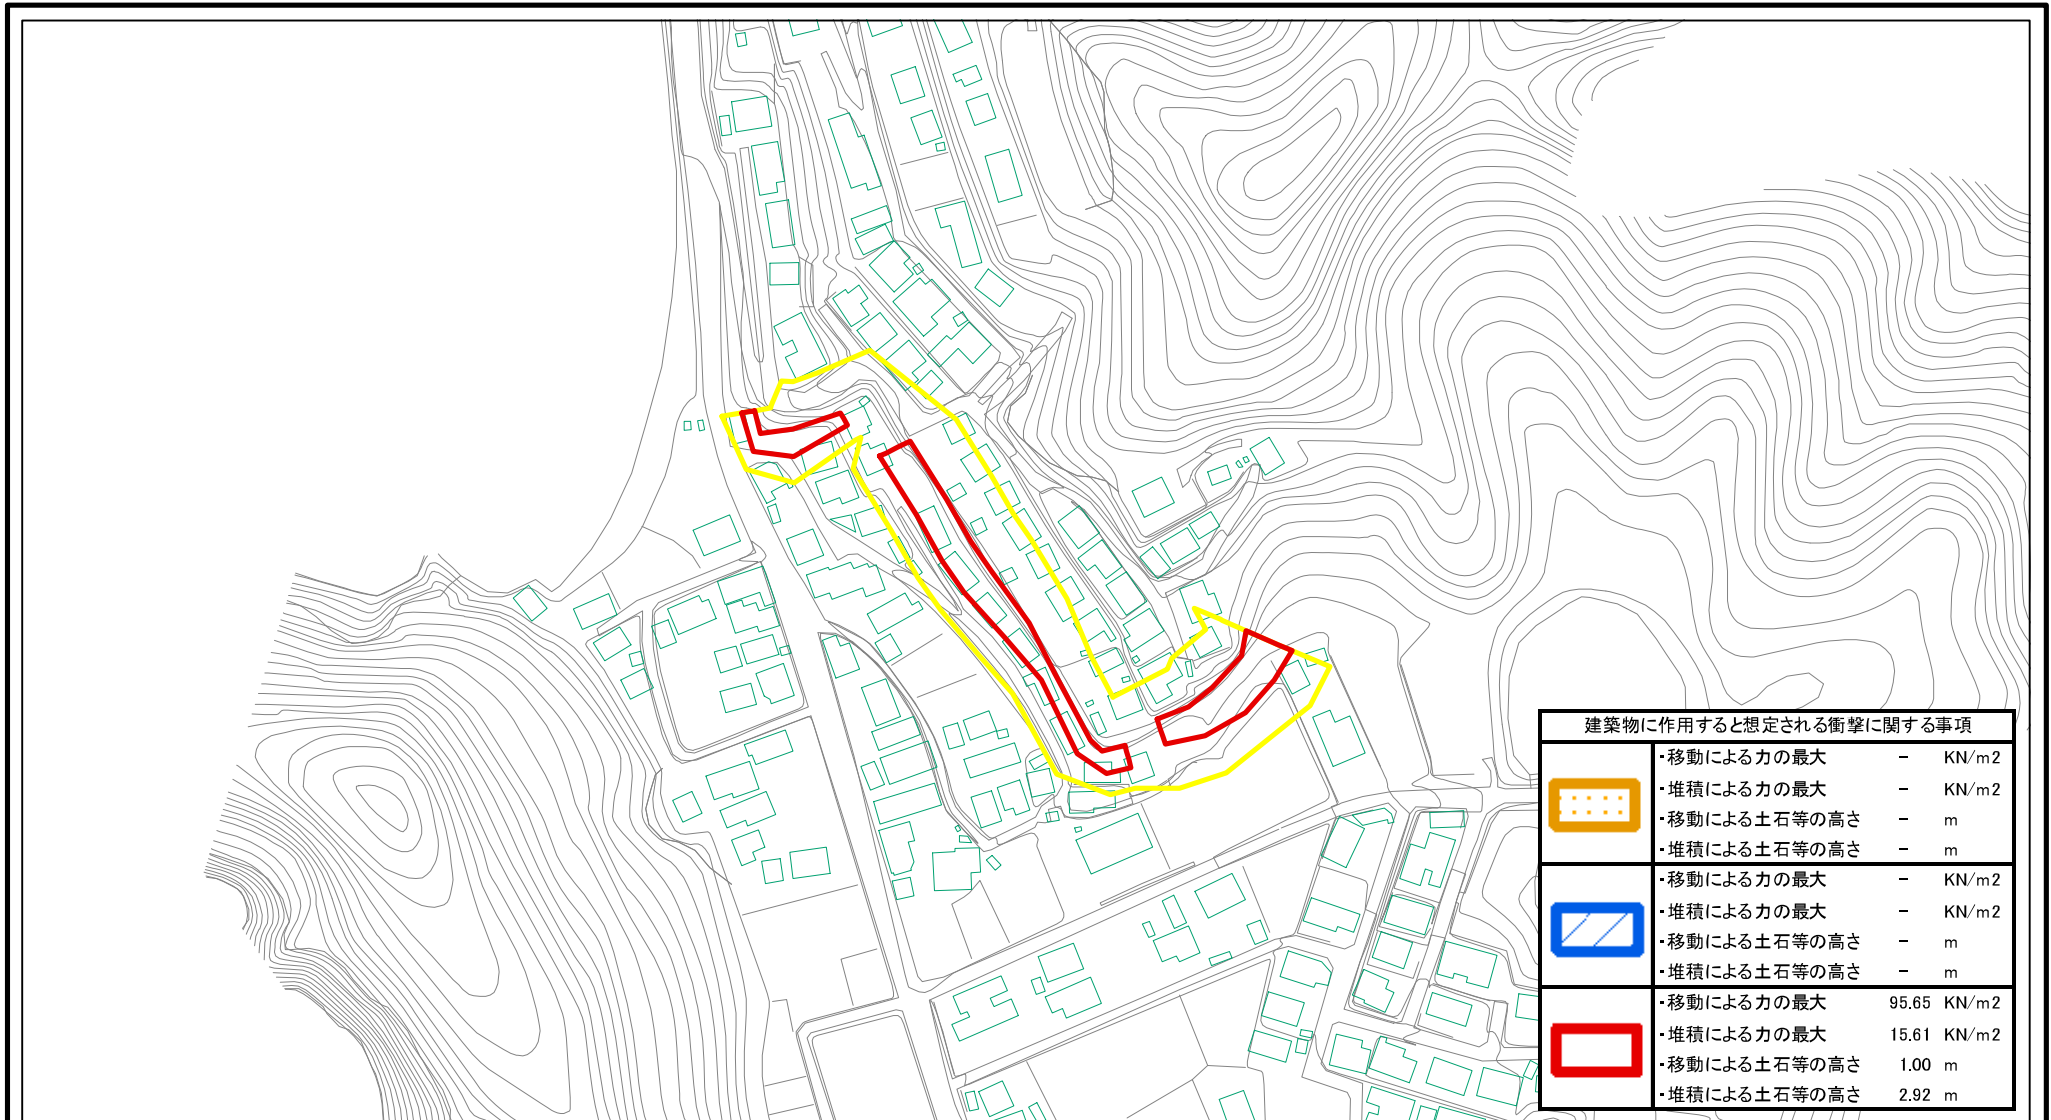 建築物に作用すると想定される衝撃に関する事項
・移動による力の最大 － KN/m2
・堆積による力の最大 － KN/m2
・移動による土石等の高さ － m
・堆積による土石等の高さ － m
・移動による力の最大 － KN/m2
・堆積による力の最大 － KN/m2
・移動による土石等の高さ － m
・堆積による土石等の高さ － m
・移動による力の最大 95.65 KN/m2
・堆積による力の最大 15.61 KN/m2
・移動による土石等の高さ 1.00 m
・堆積による土石等の高さ 2.92 m